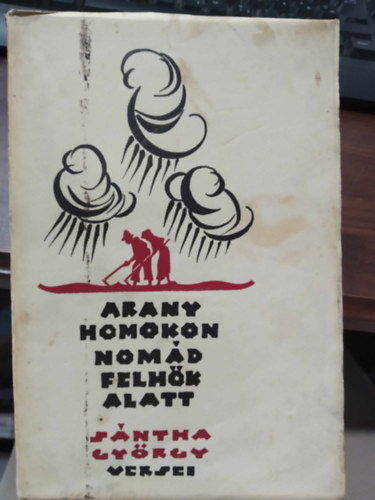 ARANY
HOMOKON
NOMÁD
FELHŐK
ALATT
SÁNTHA
GYÖRGY
VERSEI